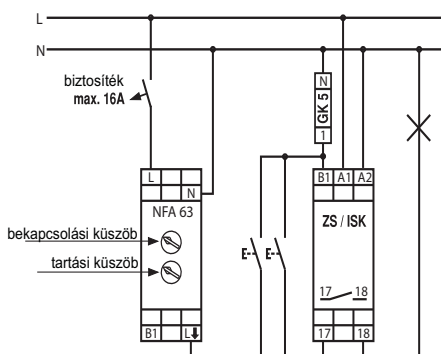 L
N
biztosíték
max. 16A
N
GK 5
1
L
N
NFA 63
bekapcsolási küszöb
tartási küszöb
B1
L
B1 A1 A2
ZS / ISK
17 18
17 18